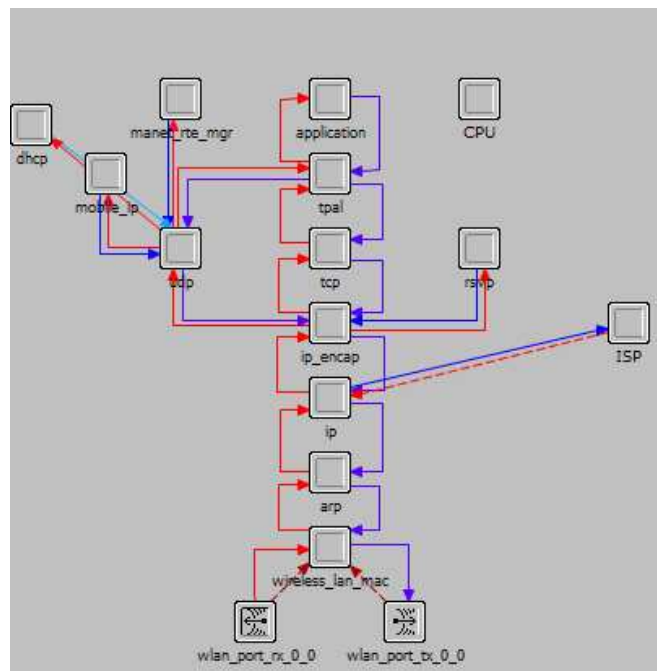 manet_rte_mgr
application
CPU
dhcp
mobile_ip
tpal
udp
tcp
rsvp
ip_encap
ISP
ip
arp
wireless_lan_mac
wlan_port_rx_0_0
wlan_port_tx_0_0